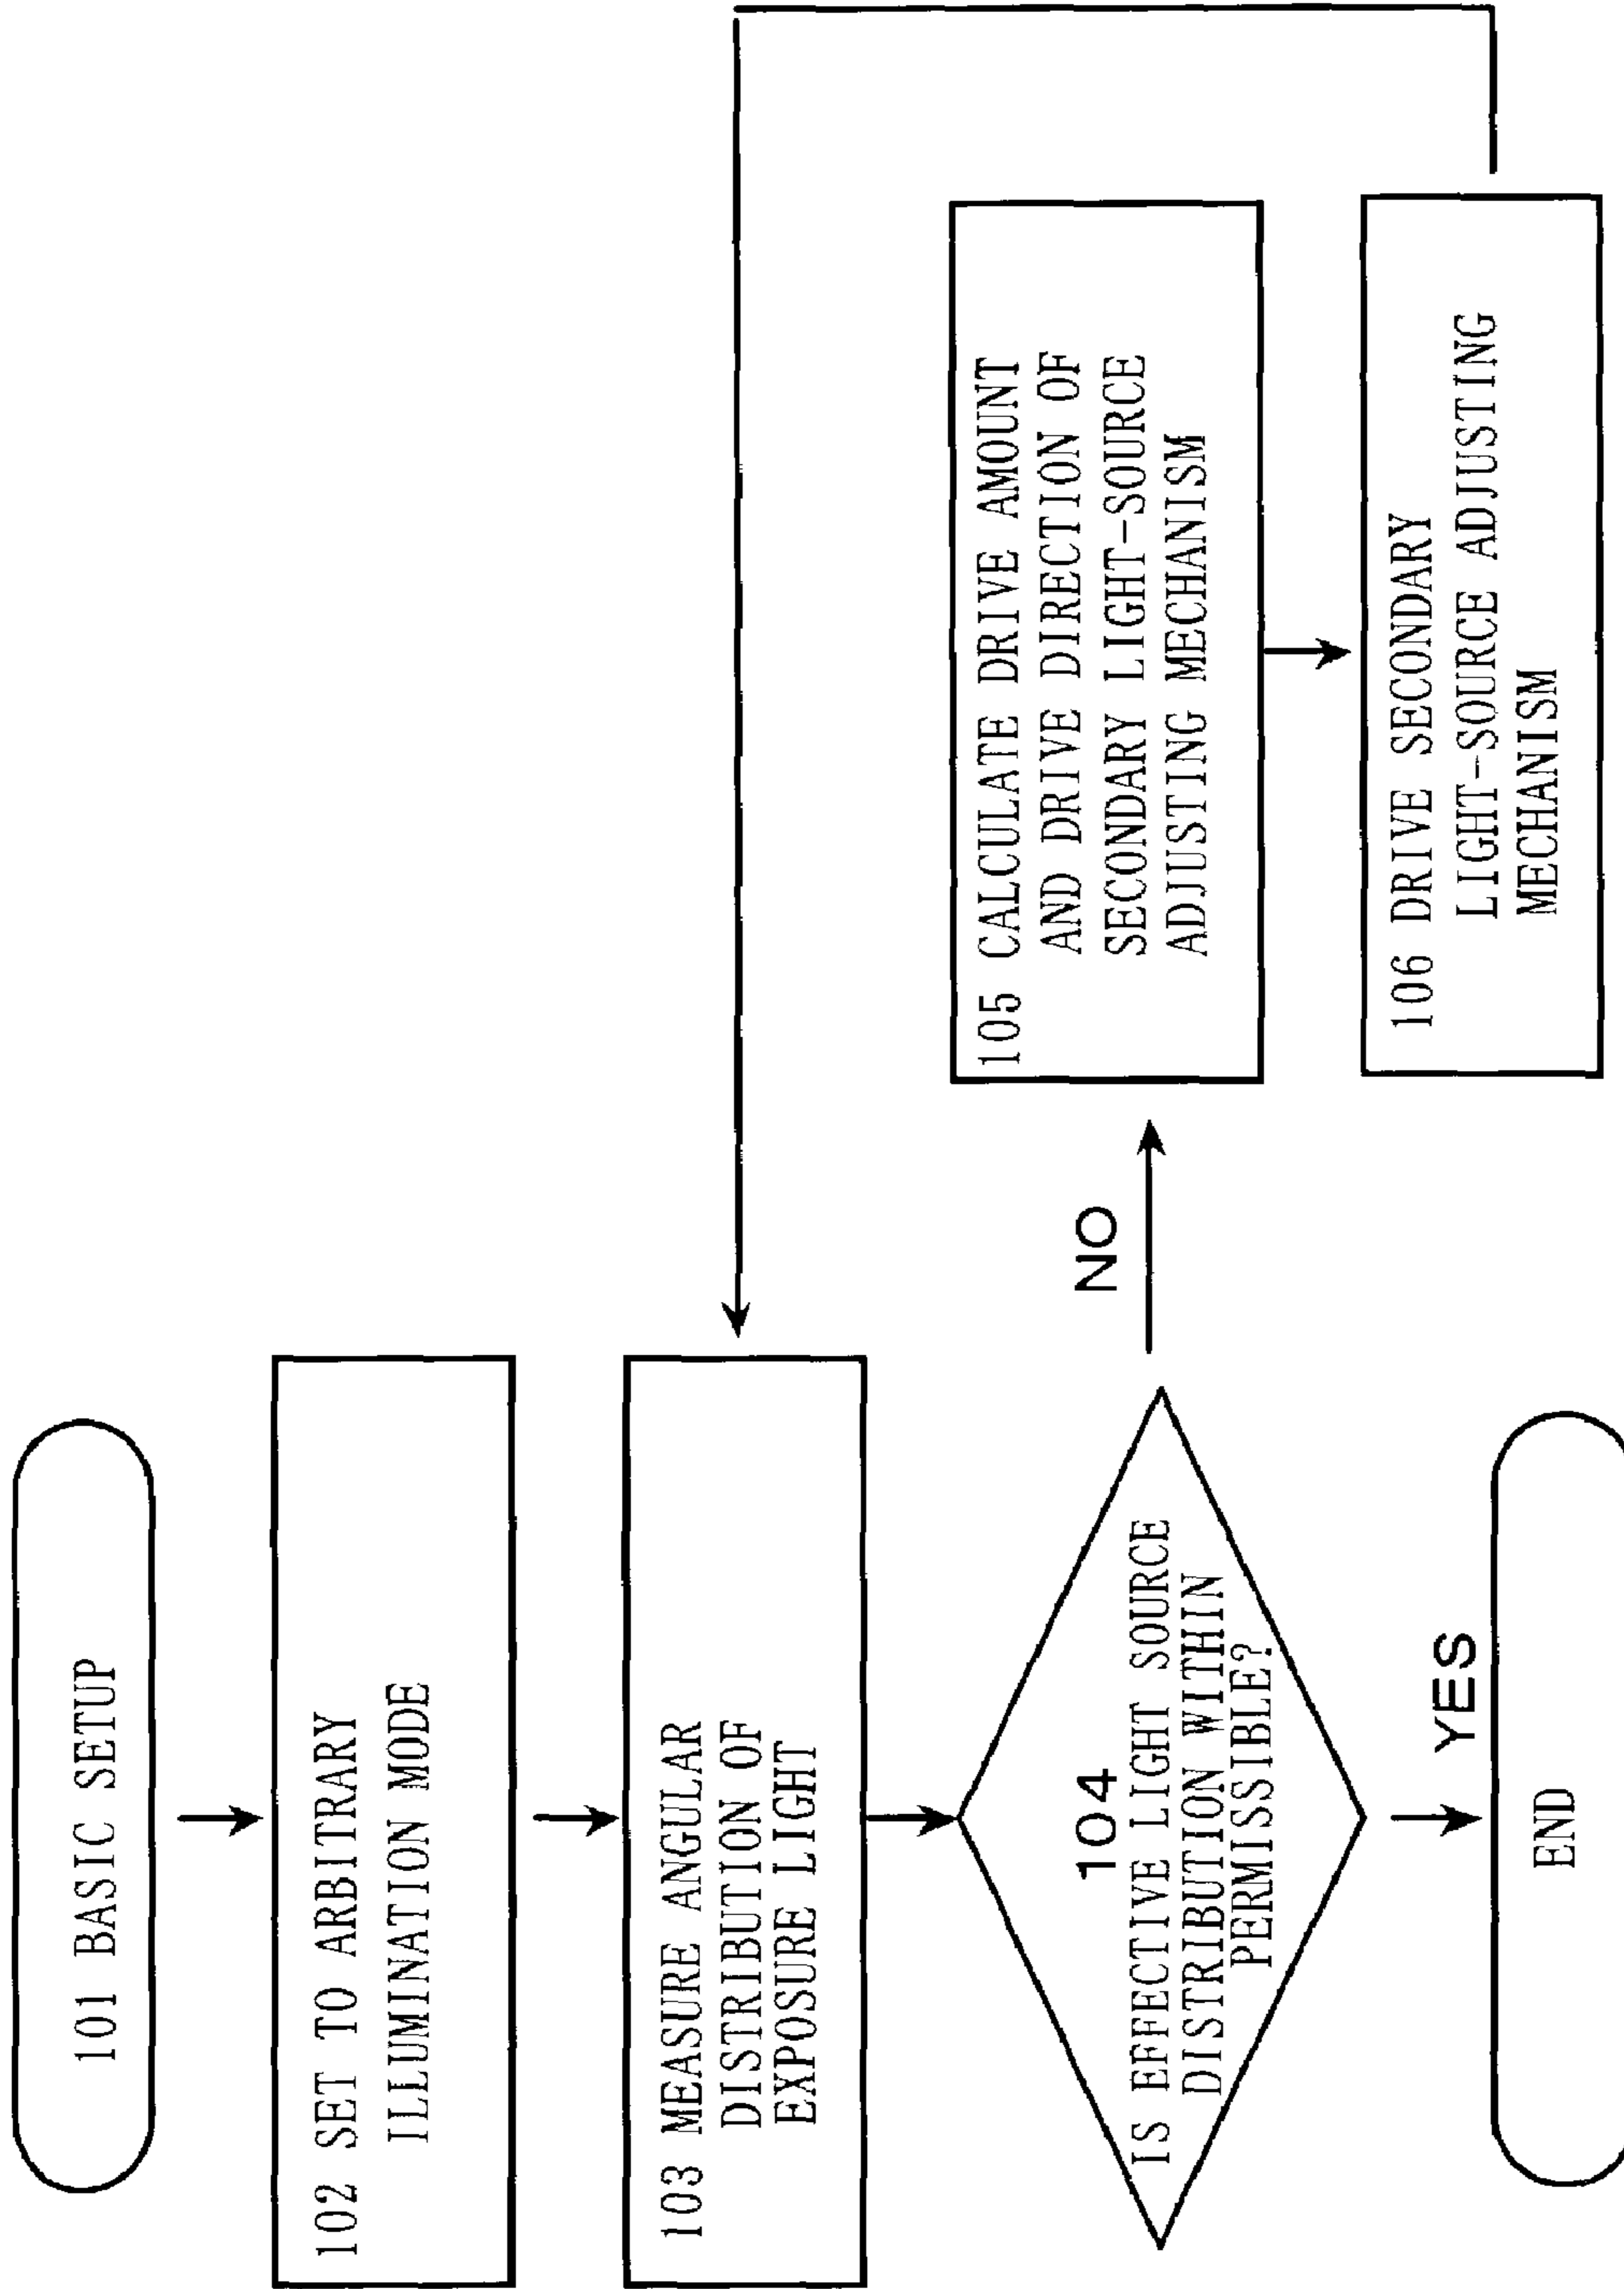 101 BASIC SETUP
102 SET TO ARBITRARY
ILLUMINATION MODE
103 MEASURE ANGULAR
DISTRIBUTION OF
EXPOSURE LIGHT
104
IS EFFECTIVE LIGHT SOURCE
DISTRIBUTION WITHIN
PERMISSIBLE?
NO
105 CALCULATE DRIVE AMOUNT
AND DRIVE DIRECTION OF
SECONDARY LIGHT-SOURCE
ADJUSTING MECHANISM
106 DRIVE SECONDARY
LIGHT-SOURCE ADJUSTING
MECHANISM
YES
END